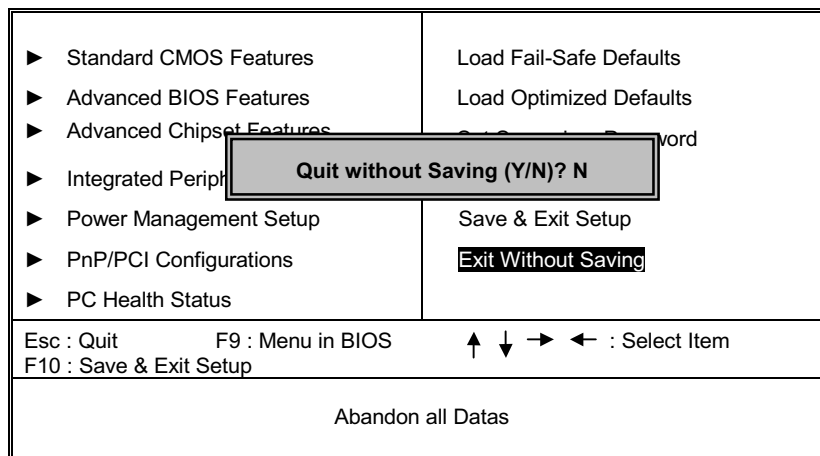 ► Standard CMOS Features
► Advanced BIOS Features
► Advanced Chipset Features
► Integrated
► Power Management Setup
► PnP/PCI Configurations
► PC Health Status
Load Fail-Safe Defaults
Load Optimized Defaults
Quit without Saving (Y/N)? N
Save & Exit Setup
Exit Without Saving
Esc : Quit F9 : Menu in BIOS ↑ ↓ → ← : Select Item
F10 : Save & Exit Setup
Abandon all Datas